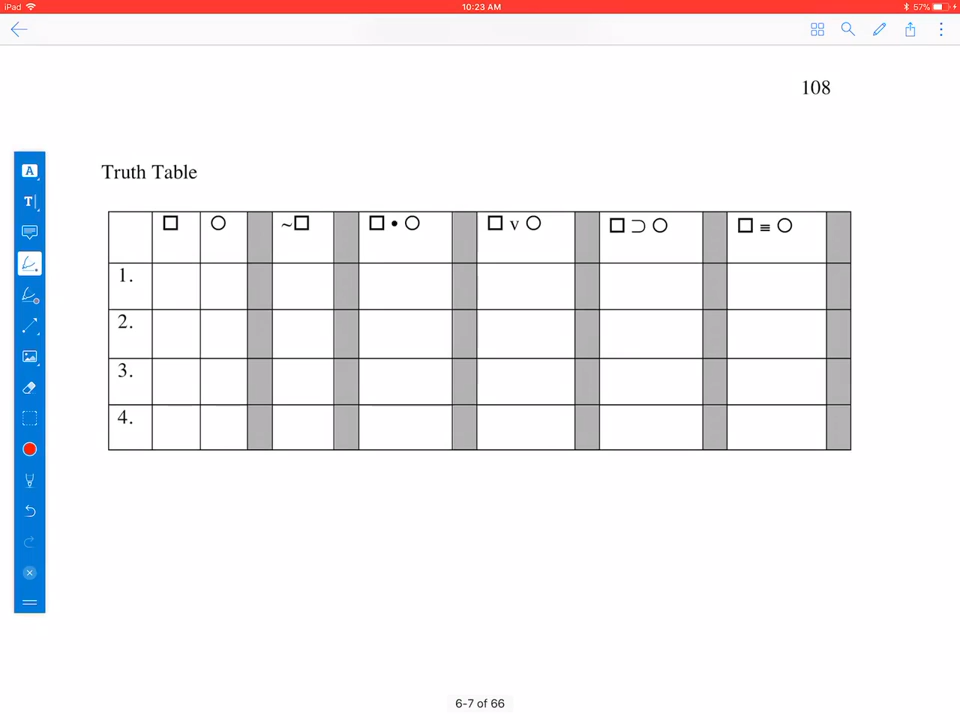 iPad 10:23 AM 57%
108
Truth Table
□ ○ ~□ □ • ○ □ v ○ □ ⊃ ○ □ ≡ ○
1.
2.
3.
4.
A
T
6-7 of 66